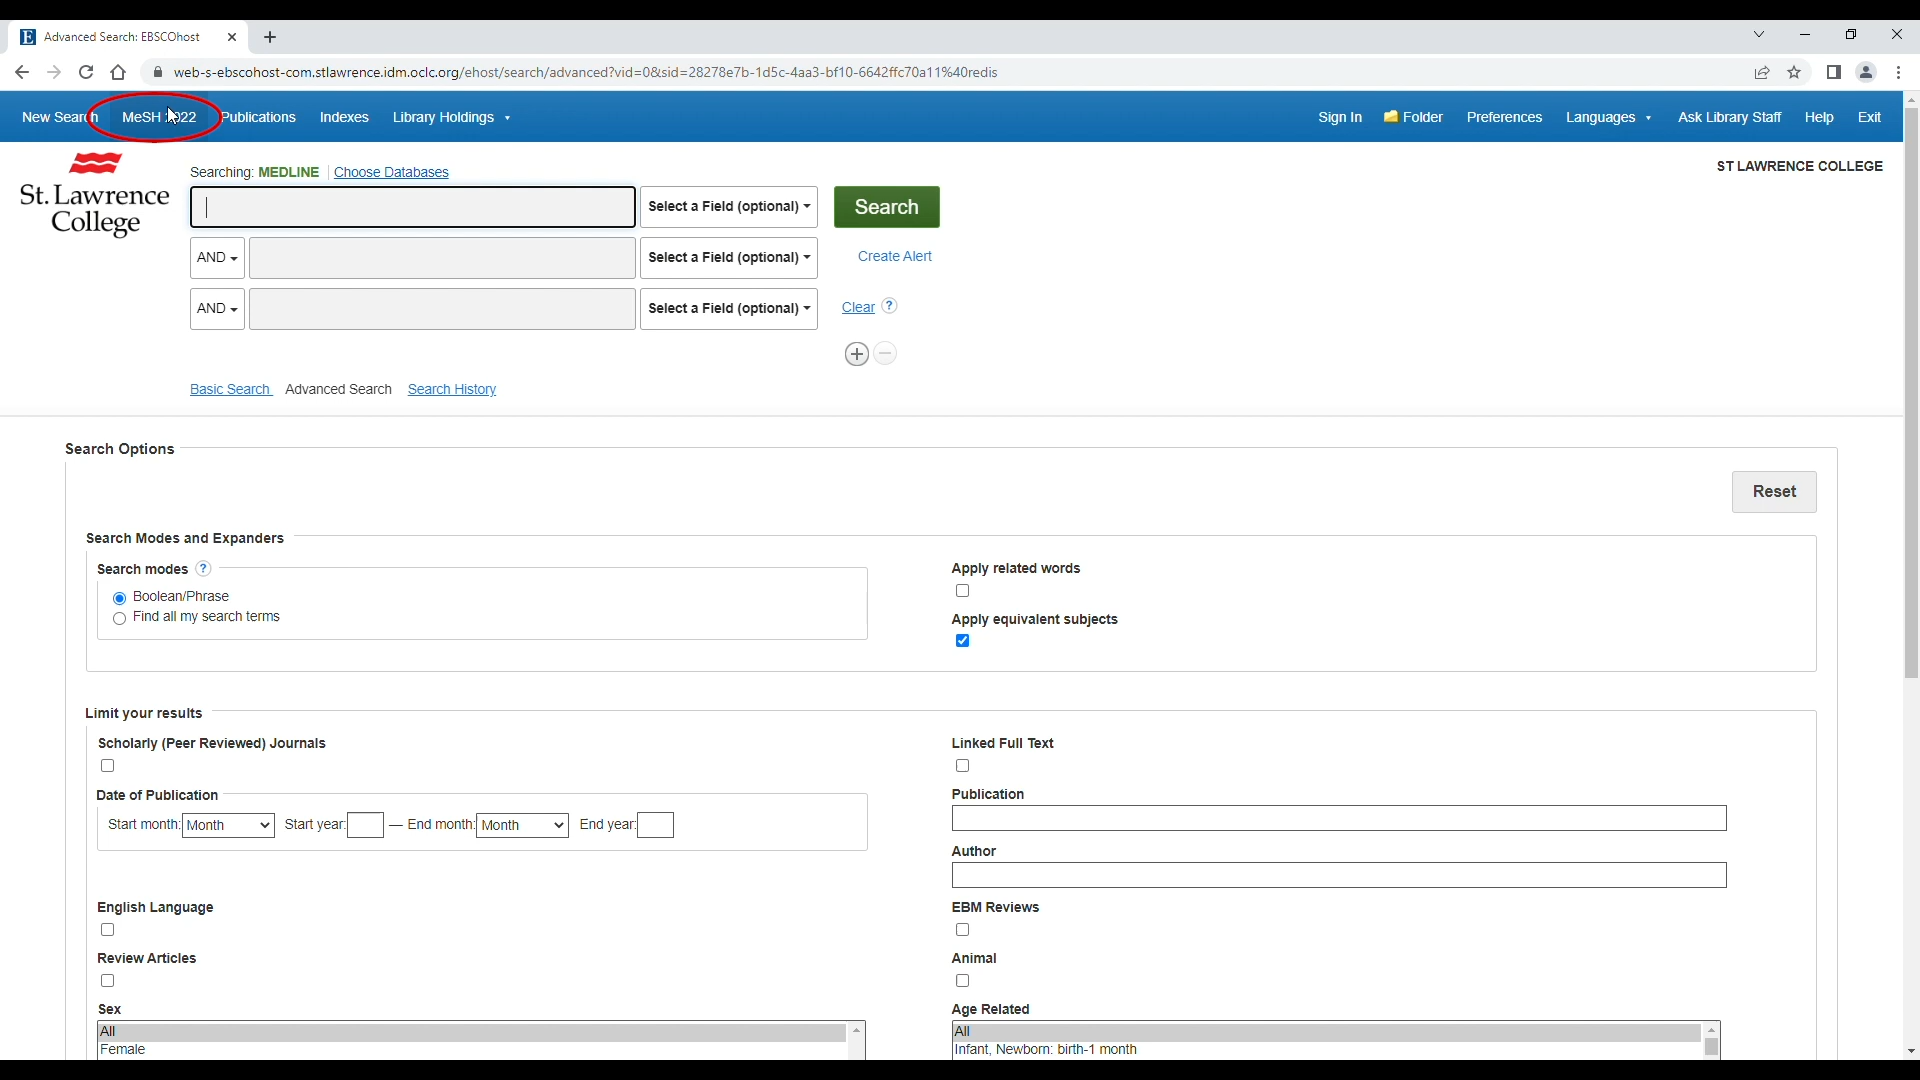 Advanced Search: EBSCOhost
web-s-ebscohost-com.stlawrence.idm.oclc.org/ehost/search/advanced?vid=0&sid=28278e7b-1d5c-4aa3-bf10-6642ffc70a11%40redis
New Search MeSH 2022 Publications Indexes Library Holdings Sign In Folder Preferences Languages Ask Library Staff Help Exit
St. Lawrence
College
Searching: MEDLINE Choose Databases
ST LAWRENCE COLLEGE
Select a Field (optional) Search
AND Select a Field (optional) Create Alert
AND Select a Field (optional) Clear ?
Basic Search Advanced Search Search History
Search Options
Reset
Search Modes and Expanders
Search modes ?
Boolean/Phrase
Find all my search terms
Apply related words
Apply equivalent subjects
Limit your results
Scholarly (Peer Reviewed) Journals
Linked Full Text
Date of Publication
Start month: Month Start year: — End month: Month End year:
Publication
Author
English Language
EBM Reviews
Review Articles
Animal
Sex
All
Female
Age Related
All
Infant, Newborn: birth-1 month